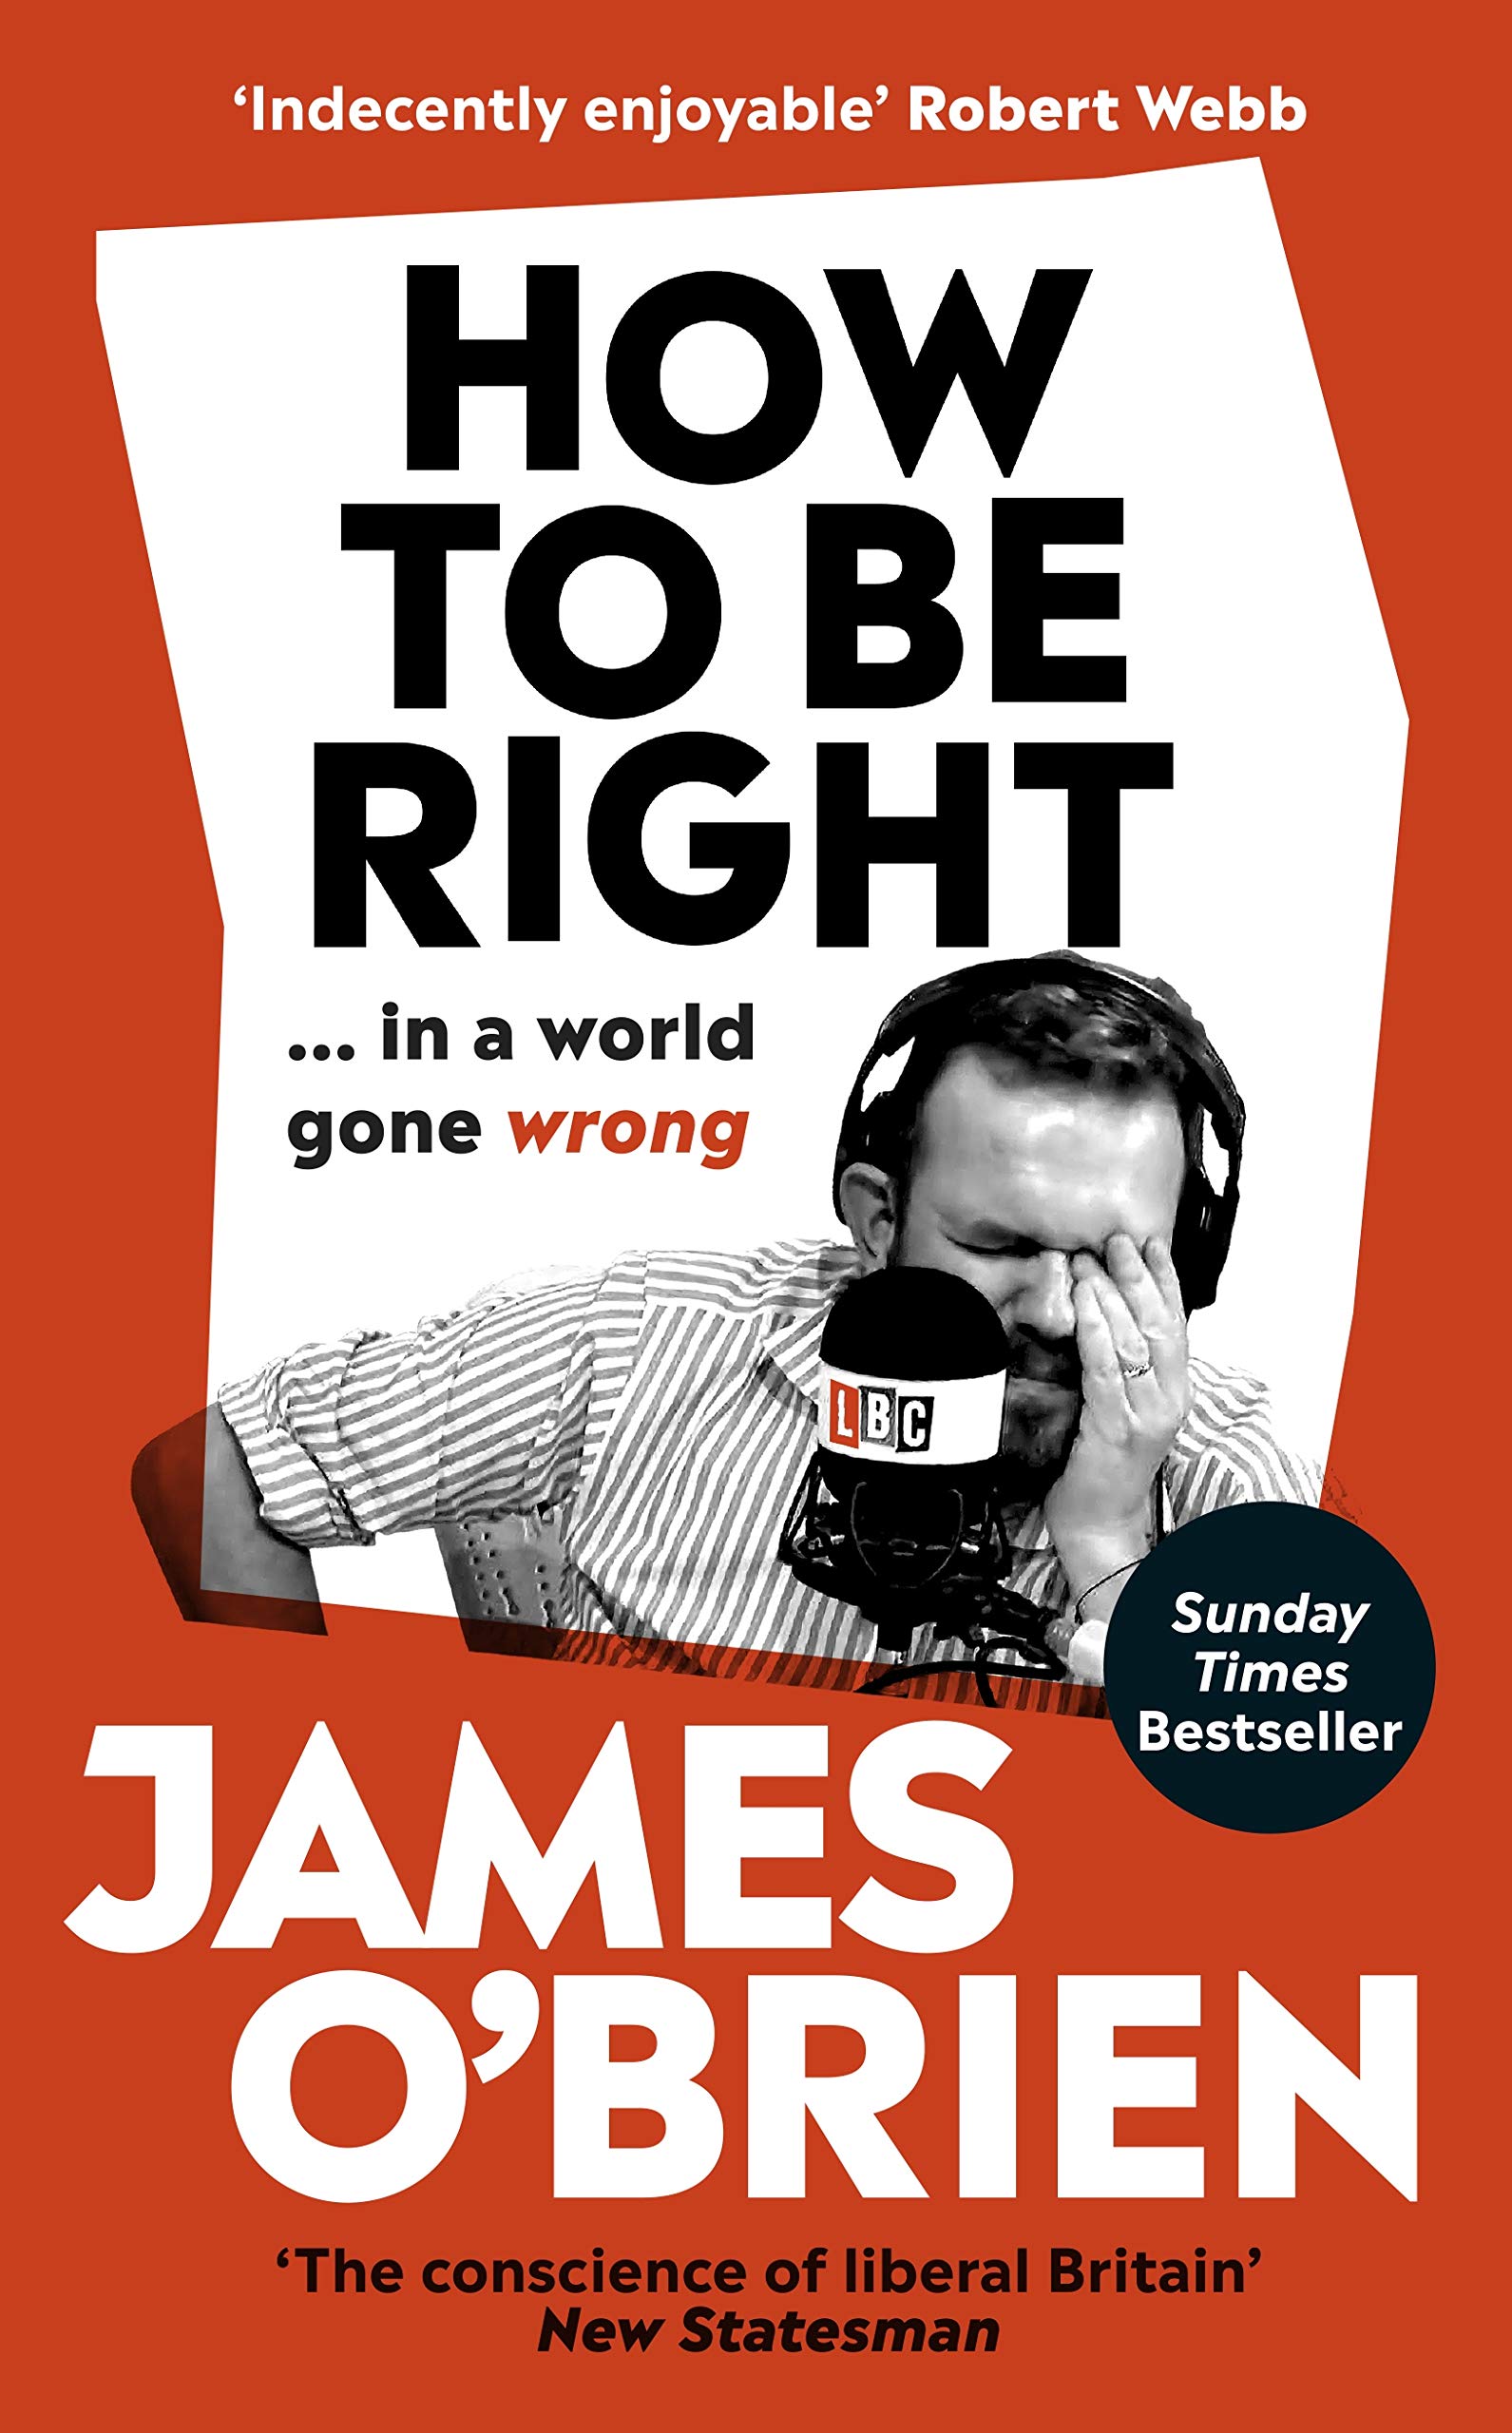 ‘Indecently enjoyable’ Robert Webb
HOW
TO BE
RIGHT
... in a world
gone wrong
LBC
Sunday
Times
Bestseller
JAMES
O’BRIEN
‘The conscience of liberal Britain’
New Statesman